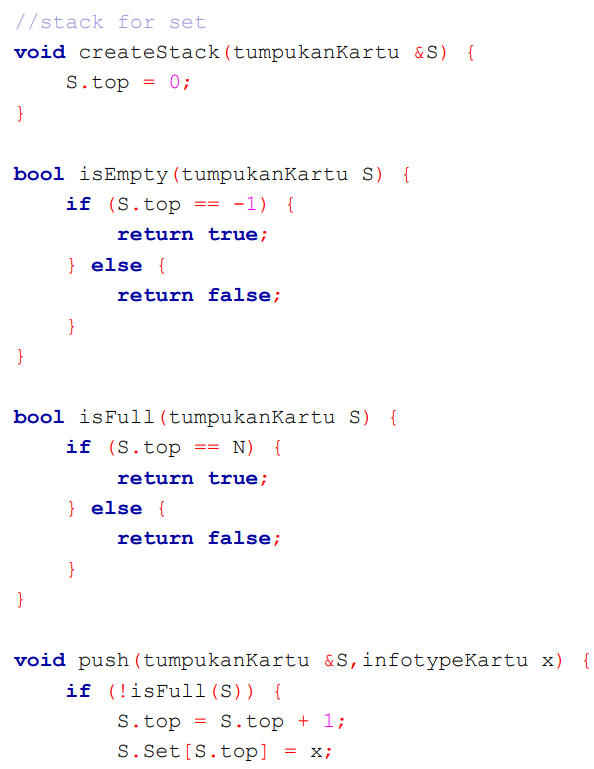 //stack for set
void createStack(tumpukanKartu &S) {
    S.top = 0;
}

bool isEmpty(tumpukanKartu S) {
    if (S.top == -1) {
        return true;
    } else {
        return false;
    }
}

bool isFull(tumpukanKartu S) {
    if (S.top == N) {
        return true;
    } else {
        return false;
    }
}

void push(tumpukanKartu &S,infotypeKartu x) {
    if (!isFull(S)) {
        S.top = S.top + 1;
        S.Set[S.top] = x;